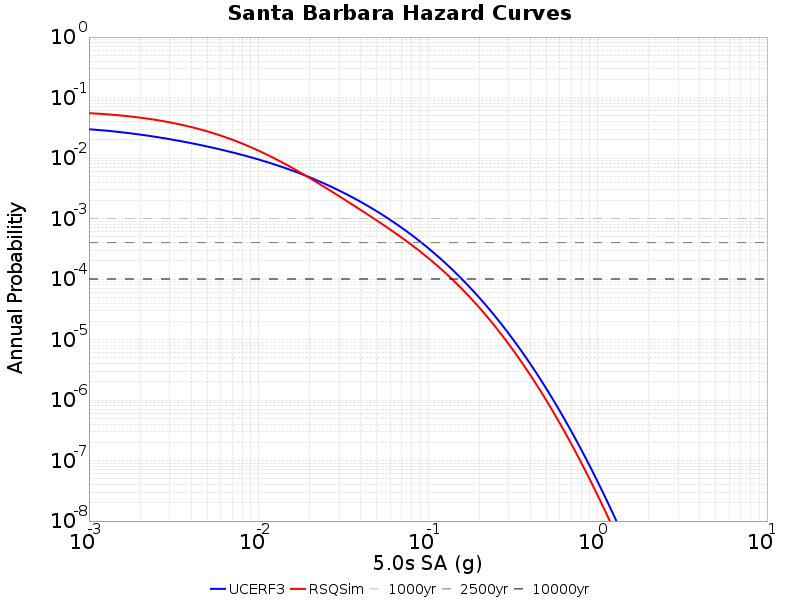 Santa Barbara Hazard Curves
10^0
10^-1
10^-2
10^-3
10^-4
10^-5
10^-6
10^-7
10^-8
Annual Probabilitiy
10^-3 10^-2 10^-1 10^0 10^1
5.0s SA (g)
UCERF3 RSQSim 1000yr 2500yr 10000yr